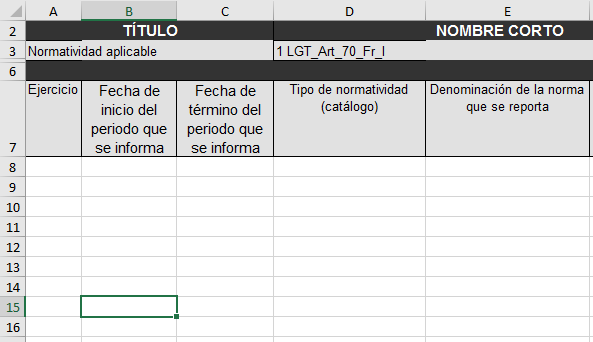 A B C D E
2 TÍTULO NOMBRE CORTO
3 Normatividad aplicable 1 LGT_Art_70_Fr_I
6
7 Ejercicio
Fecha de
inicio del
periodo que
se informa
Fecha de
término del
periodo que
se informa
Tipo de normatividad
(catálogo)
Denominación de la norma
que se reporta
8
9
10
11
12
13
14
15
16